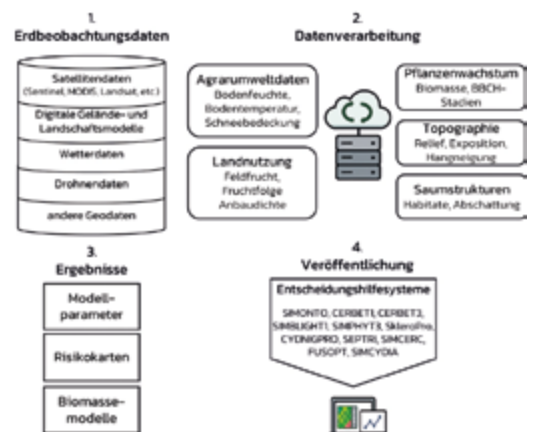 1.
Erdbeobachtungsdaten
Satellitendaten
(Sentinel, MODIS, Landsat, etc.)
Digitale Gelände- und
Landschaftsmodelle
Wetterdaten
Drohnendaten
andere Geodaten
2.
Datenverarbeitung
Agrarumweltdaten
Bodenfeuchte,
Bodentemperatur,
Schneebedeckung
Landnutzung
Feldfrucht,
Fruchtfolge
Anbaudichte
Pflanzenwachstum
Biomasse, BBCH-
Stadien
Topographie
Relief, Exposition,
Hangneigung
Saumstrukturen
Habitate, Abschattung
3.
Ergebnisse
Modell-
parameter
Risikokarten
Biomasse-
modelle
4.
Veröffentlichung
Entscheidungshilfesysteme
SIMONTO, CERBET1, CERBET3,
SIMBLIGHT1, SIMPHYT3, SkleroPro,
CYDNIGPRO, SEPTRI, SIMCERC,
FUSOPT, SIMCYDIA